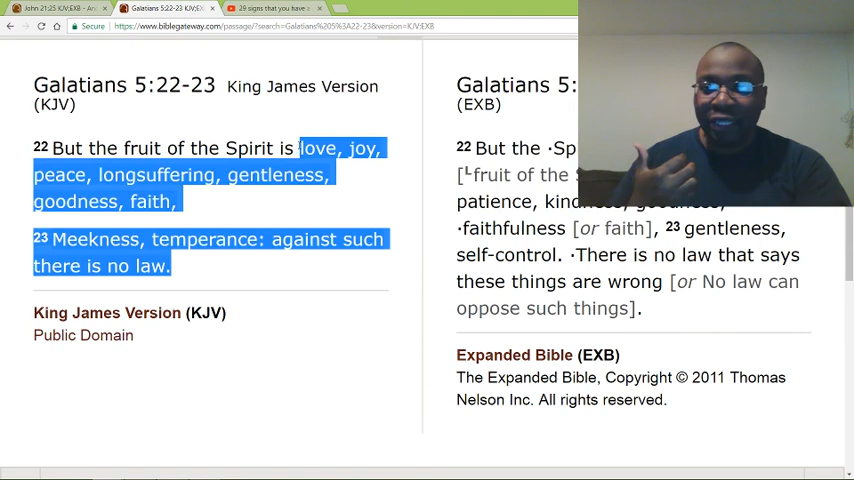 John 21:25 KJV;EXB - An
Galatians 5:22-23 KJV;EX
29 signs that you have a
Secure
https://www.biblegateway.com/passage/?search=Galatians%205%3A22-23&version=KJV;EXB
Galatians 5:22-23 King James Version
(KJV)
22 But the fruit of the Spirit is love, joy,
peace, longsuffering, gentleness,
goodness, faith,
23 Meekness, temperance: against such
there is no law.
King James Version (KJV)
Public Domain
Galatians 5:
(EXB)
22 But the ·Sp
[Lfruit of the S
patience, kindness, goodness,
·faithfulness [or faith], 23 gentleness,
self-control. ·There is no law that says
these things are wrong [or No law can
oppose such things].
Expanded Bible (EXB)
The Expanded Bible, Copyright © 2011 Thomas
Nelson Inc. All rights reserved.